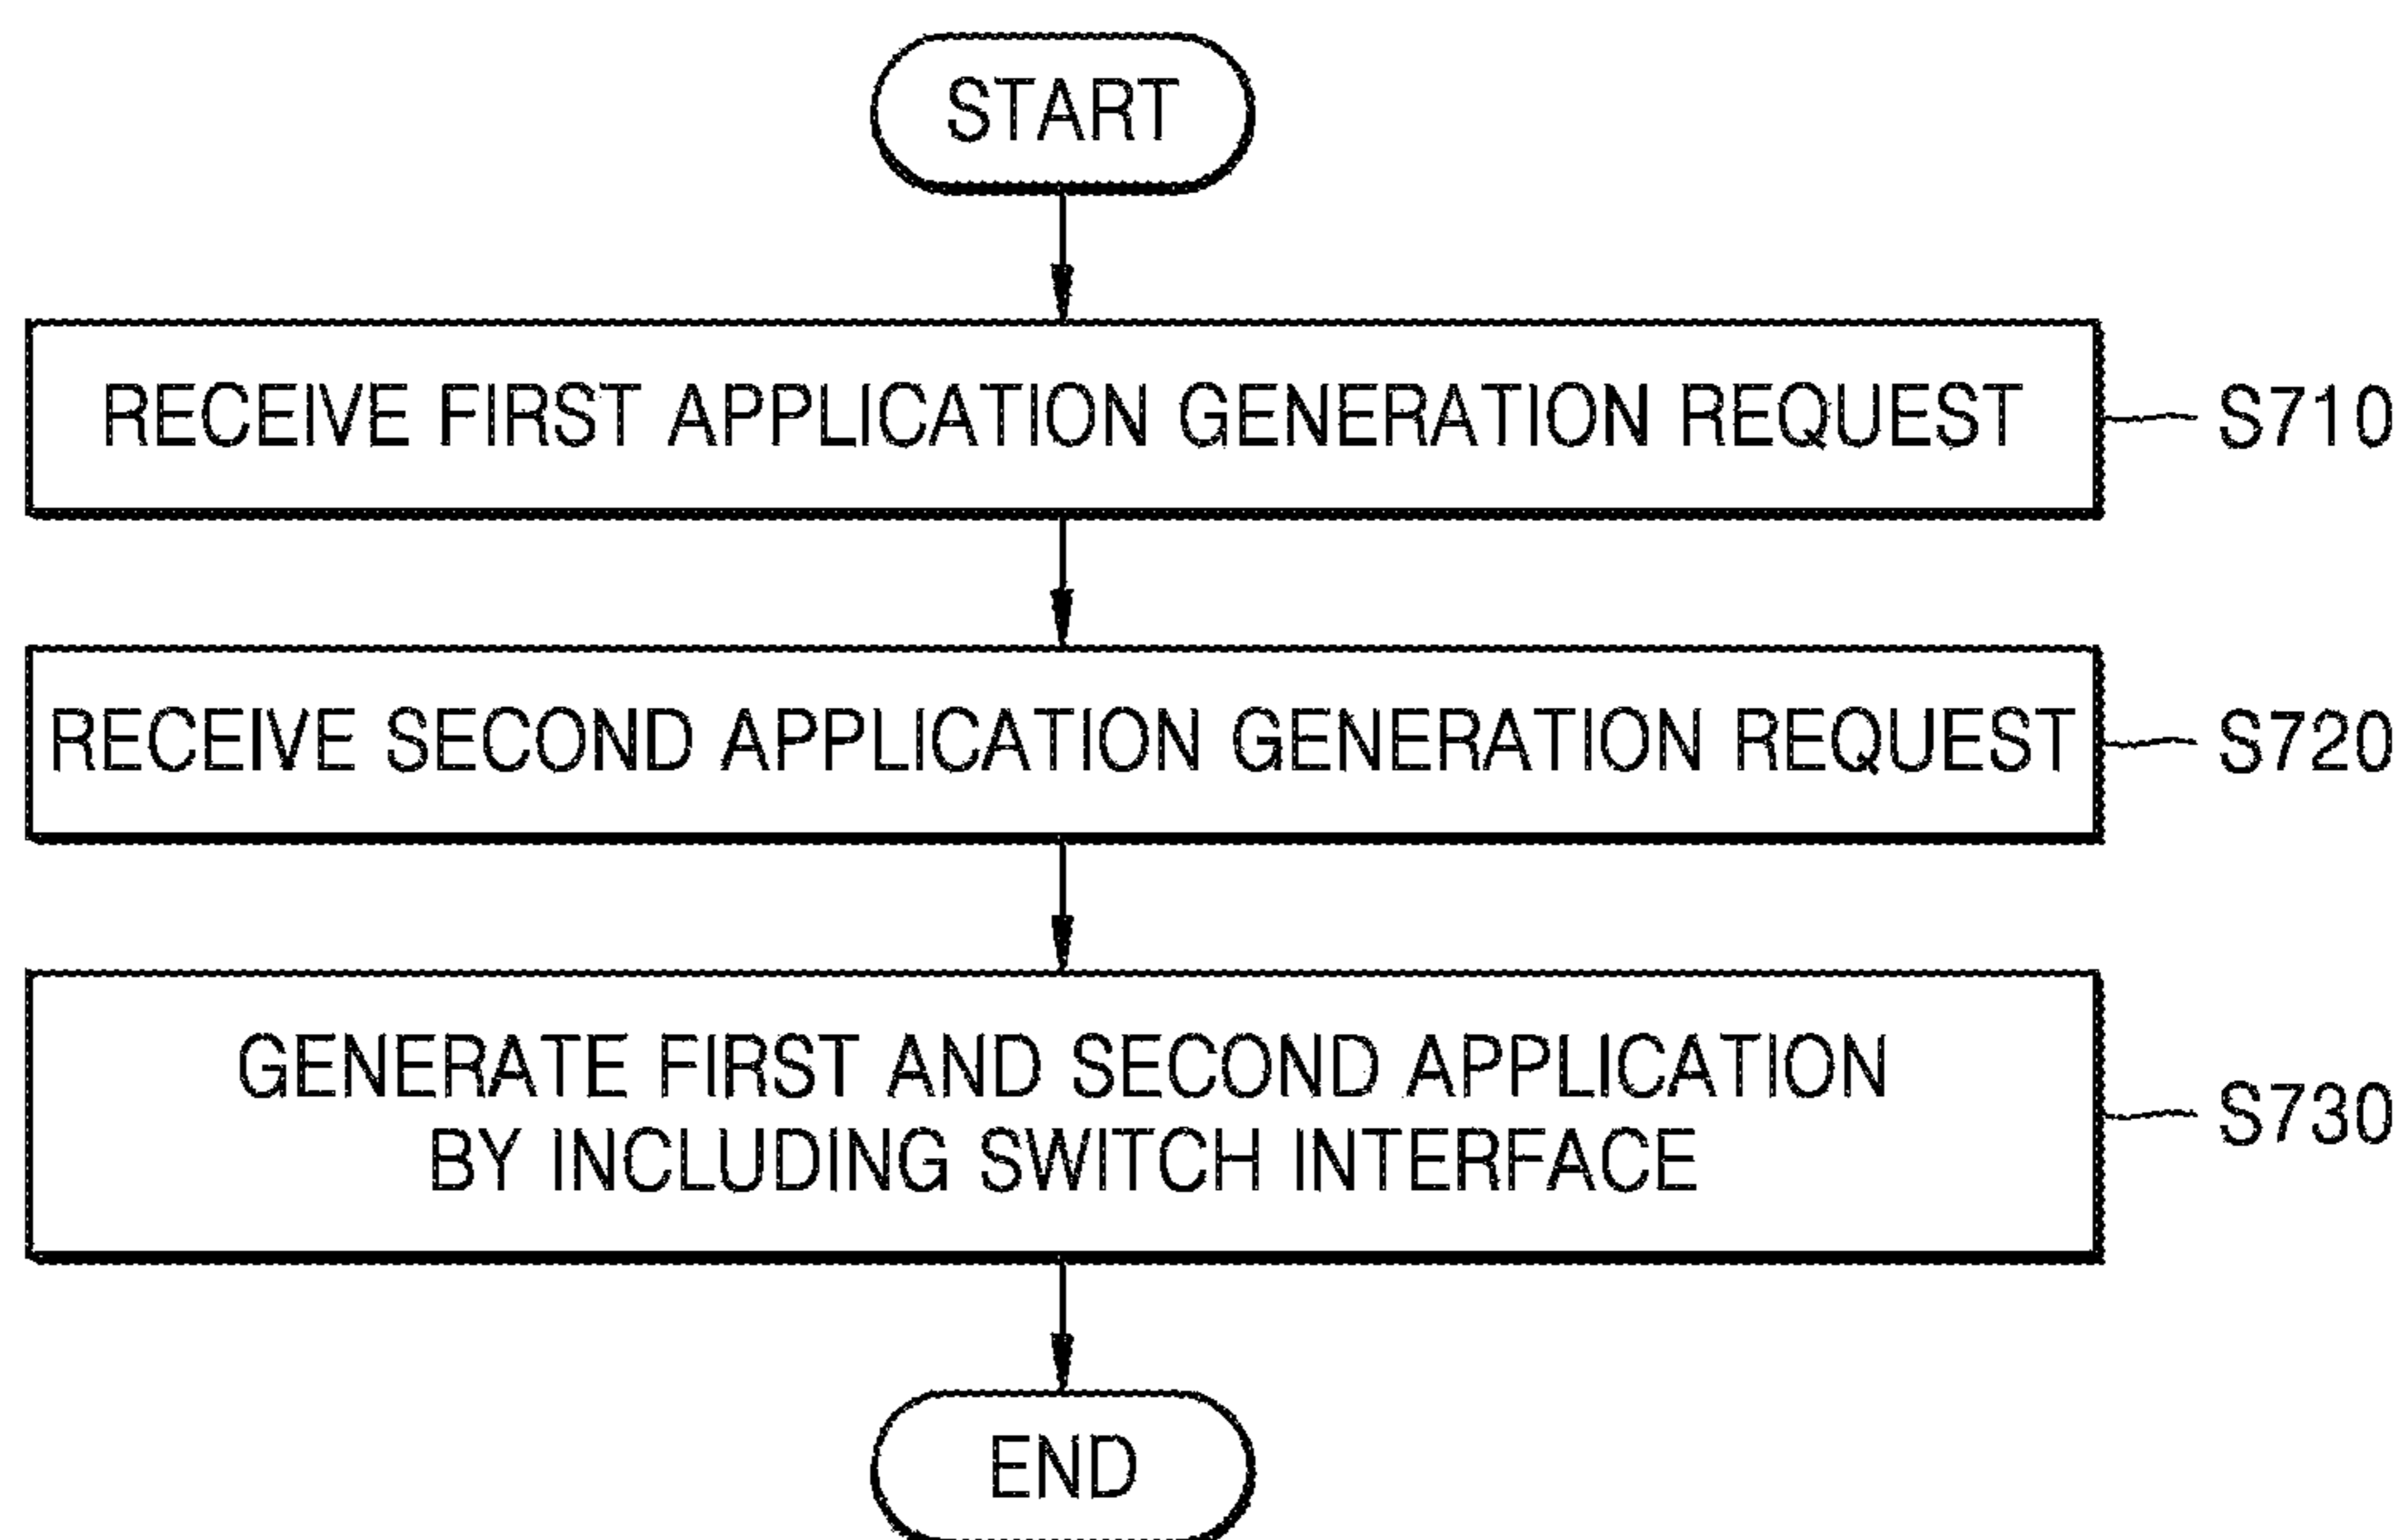 START
RECEIVE FIRST APPLICATION GENERATION REQUEST
S710
RECEIVE SECOND APPLICATION GENERATION REQUEST
S720
GENERATE FIRST AND SECOND APPLICATION
BY INCLUDING SWITCH INTERFACE
S730
END